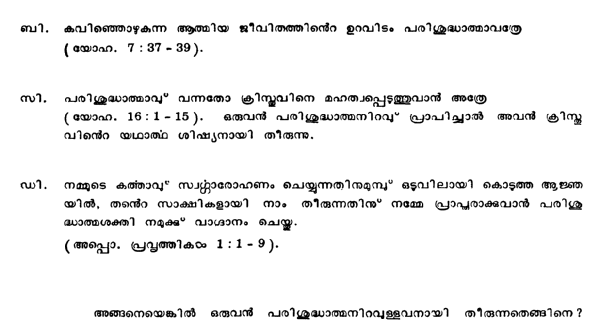 ബി. കവിഞ്ഞൊഴുകുന്ന ആത്മിയ ജീവിതത്തിൻെറ ഉറവിടം പരിശുദ്ധാത്മാവത്രേ
( യോഹ. 7 : 37 - 39 ).
സി. പരിശുദ്ധാത്മാവു് വന്നതോ ക്രിസ്തുവിനെ മഹത്വപ്പെടുത്തുവാൻ അത്രേ
( യോഹ. 16 : 1 - 15 ). ഒരുവൻ പരിശുദ്ധാത്മനിറവു് പ്രാപിച്ചാൽ അവൻ ക്രിസ്തു
വിൻെറ യഥാർത്ഥ ശിഷ്യനായി തീരുന്നു.
ഡി. നമ്മുടെ കർത്താവു് സ്വർഗ്ഗാരോഹണം ചെയ്യുന്നതിനുമുമ്പു് ഒടുവിലായി കൊടുത്ത ആജ്ഞ
യിൽ, തൻെറ സാക്ഷികളായി നാം തീരുന്നതിനു് നമ്മേ പ്രാപ്തരാക്കുവാൻ പരിശു
ദ്ധാത്മശക്തി നമുക്കു് വാഗ്ദാനം ചെയ്തു.
( അപ്പൊ. പ്രവൃത്തികൾ 1 : 1 - 9 ).
അങ്ങനെയെങ്കിൽ ഒരുവൻ പരിശുദ്ധാത്മനിറവുള്ളവനായി തീരുന്നതെങ്ങിനെ ?